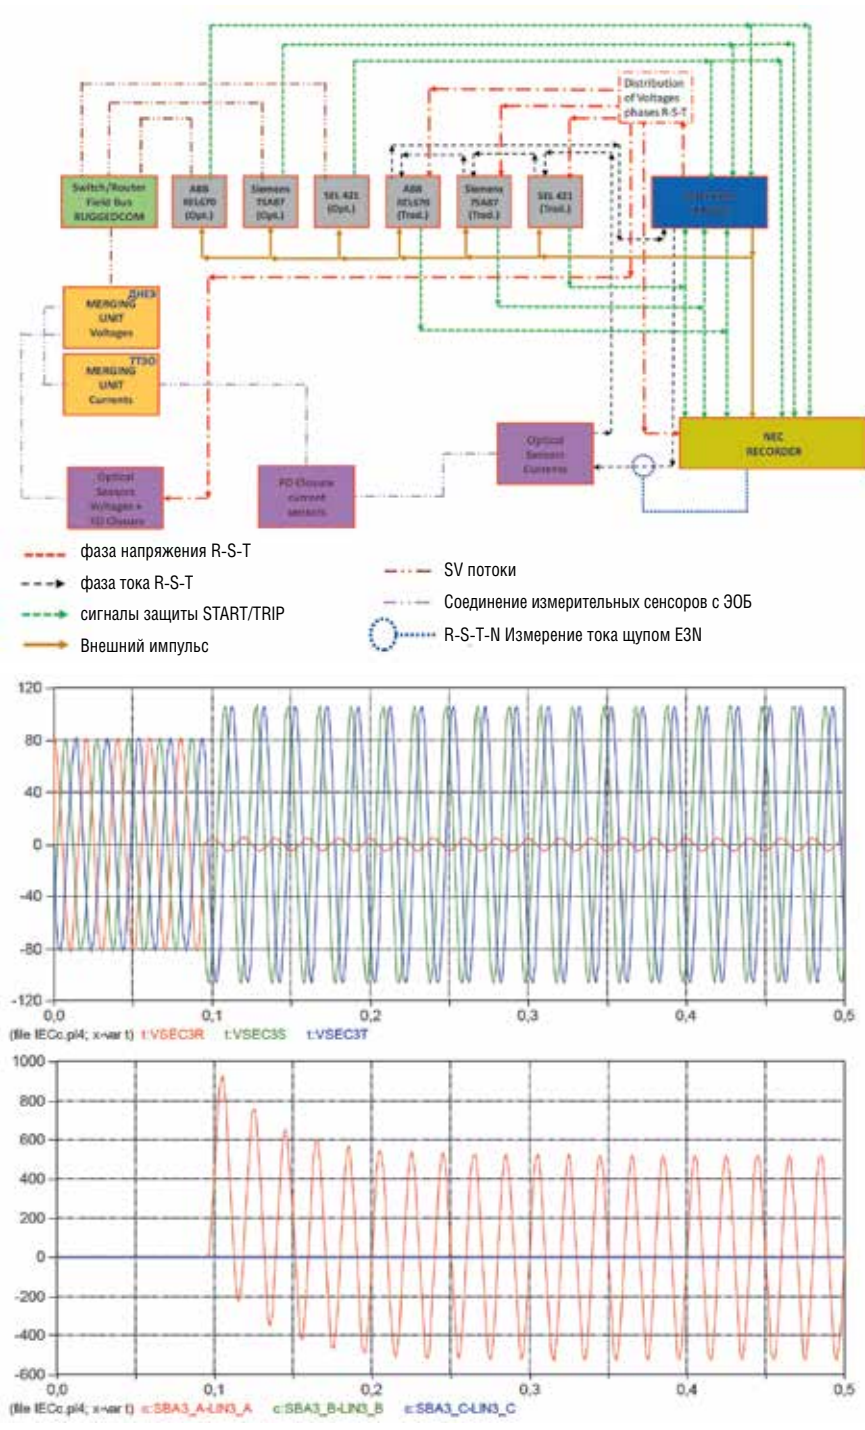 Distribution
of Voltages
phases R-S-T
Switch/Router
Field Bus
RUGGEDCOM
ABB
REL670
(Opt.)
Siemens
7SA87
(Opt.)
SEL 421
(Opt.)
ABB
REL670
(Trad.)
Siemens
7SA87
(Trad.)
SEL 421
(Trad.)
ДНЕЭ
MERGING
UNIT
Voltages
ТТЭО
MERGING
UNIT
Currents
Optical
Sensors
Voltages +
FO Closure
FO Closure
current
sensors
Optical
Sensors
Currents
NEC
RECORDER
фаза напряжения R-S-T
фаза тока R-S-T
сигналы защиты START/TRIP
Внешний импульс
SV потоки
Соединение измерительных сенсоров с ЭОБ
R-S-T-N Измерение тока щупом E3N
120
80
40
0
-40
-80
-120
0,0 0,1 0,2 0,3 0,4 0,5
(file IECc.pl4; x-var t) t:VSEC3R t:VSEC3S t:VSEC3T
1000
800
600
400
200
0
-200
-400
-600
0,0 0,1 0,2 0,3 0,4 0,5
(file IECc.pl4; x-var t) c:SBA3_A-LIN3_A c:SBA3_B-LIN3_B c:SBA3_C-LIN3_C